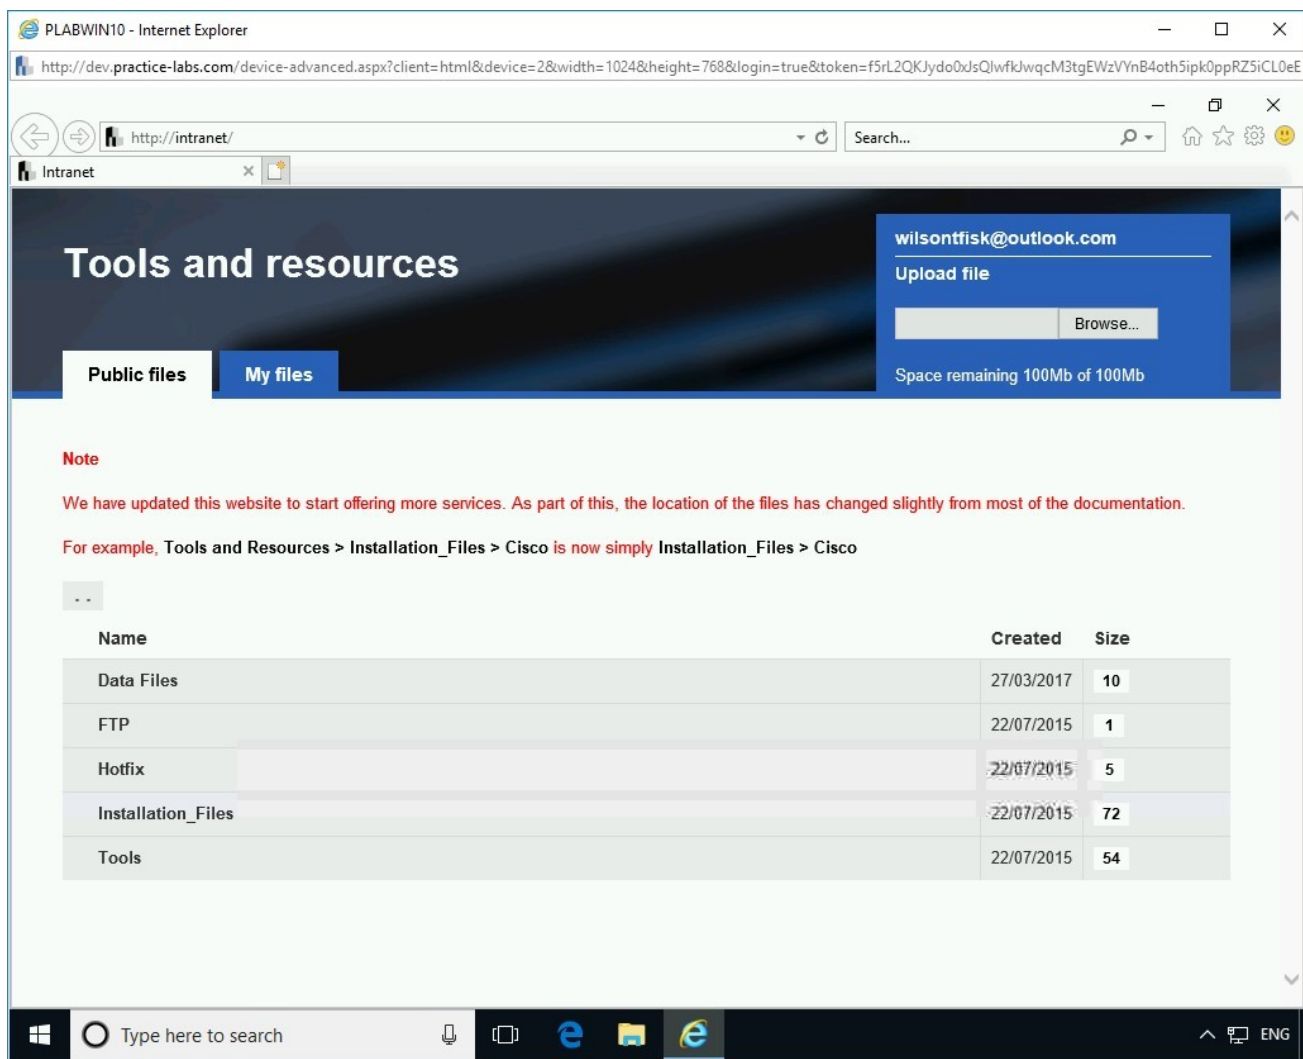 PLABWIN10 - Internet Explorer
http://dev.practice-labs.com/device-advanced.aspx?client=html&device=2&width=1024&height=768&login=true&token=f5rL2QKJydo0xJsQlwfkJwqcM3tgEWzVYnB4oth5ipk0ppRZ5iCL0eE
http://intranet/ Search...
Intranet
Tools and resources
wilsontfisk@outlook.com
Upload file
Browse...
Public files My files
Space remaining 100Mb of 100Mb
Note
We have updated this website to start offering more services. As part of this, the location of the files has changed slightly from most of the documentation.
For example, Tools and Resources > Installation_Files > Cisco is now simply Installation_Files > Cisco
. .
Name Created Size
Data Files 27/03/2017 10
FTP 22/07/2015 1
Hotfix 22/07/2015 5
Installation_Files 22/07/2015 72
Tools 22/07/2015 54
Type here to search ENG